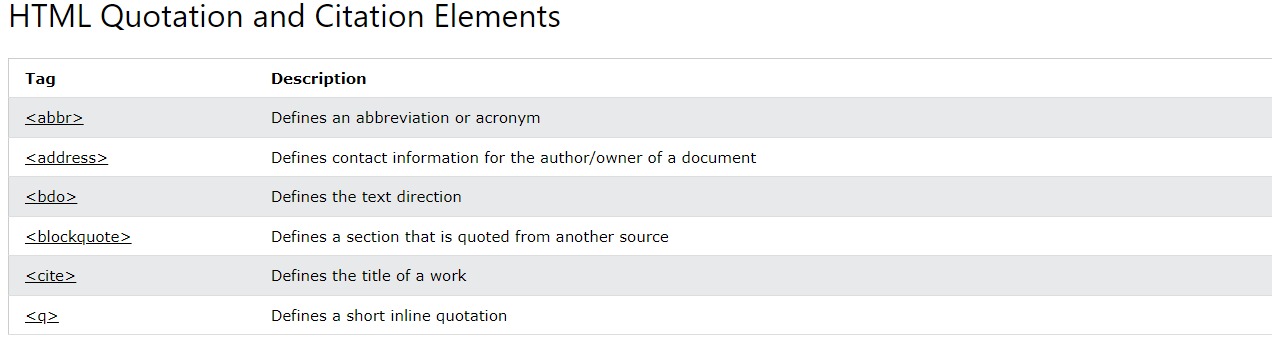 HTML Quotation and Citation Elements
Tag Description
<abbr> Defines an abbreviation or acronym
<address> Defines contact information for the author/owner of a document
<bdo> Defines the text direction
<blockquote> Defines a section that is quoted from another source
<cite> Defines the title of a work
<q> Defines a short inline quotation